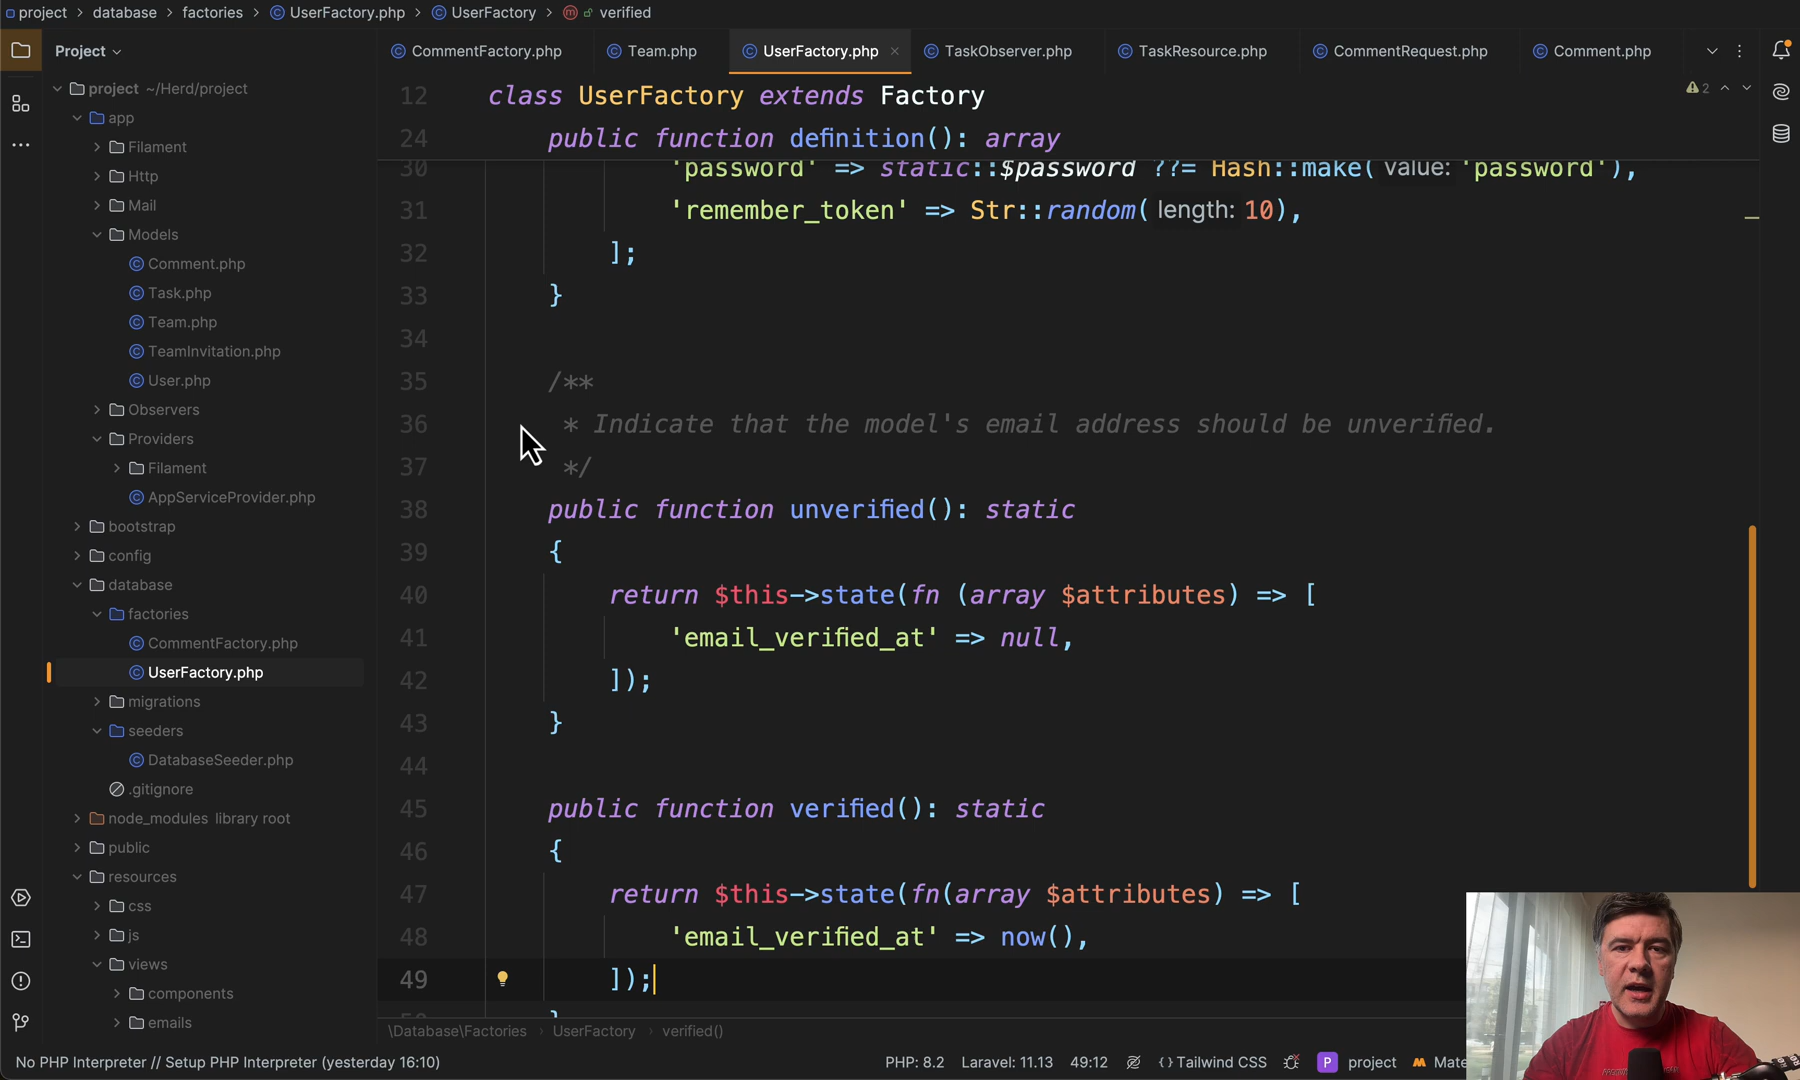 project > database > factories > UserFactory.php > UserFactory > verified
Project
CommentFactory.php
Team.php
UserFactory.php
TaskObserver.php
TaskResource.php
CommentRequest.php
Comment.php
project ~/Herd/project
app
Filament
Http
Mail
Models
Comment.php
Task.php
Team.php
TeamInvitation.php
User.php
Observers
Providers
Filament
AppServiceProvider.php
bootstrap
config
database
factories
CommentFactory.php
UserFactory.php
migrations
seeders
DatabaseSeeder.php
.gitignore
node_modules library root
public
resources
css
js
views
components
emails
2
12 class UserFactory extends Factory
24 public function definition(): array
30 'password' => static::$password ??= Hash::make( value: 'password'),
31 'remember_token' => Str::random( length: 10),
32 ];
33 }
34
35 /**
36 * Indicate that the model's email address should be unverified.
37 */
38 public function unverified(): static
39 {
40 return $this->state(fn (array $attributes) => [
41 'email_verified_at' => null,
42 ]);
43 }
44
45 public function verified(): static
46 {
47 return $this->state(fn(array $attributes) => [
48 'email_verified_at' => now(),
49 ]);
\Database\Factories > UserFactory > verified()
No PHP Interpreter // Setup PHP Interpreter (yesterday 16:10)
PHP: 8.2
Laravel: 11.13
49:12
Tailwind CSS
P project
Mate